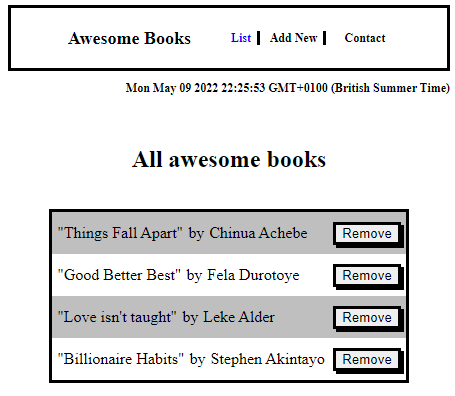 Awesome Books List Add New Contact
Mon May 09 2022 22:25:53 GMT+0100 (British Summer Time)
All awesome books
"Things Fall Apart" by Chinua Achebe Remove
"Good Better Best" by Fela Durotoye Remove
"Love isn't taught" by Leke Alder Remove
"Billionaire Habits" by Stephen Akintayo Remove